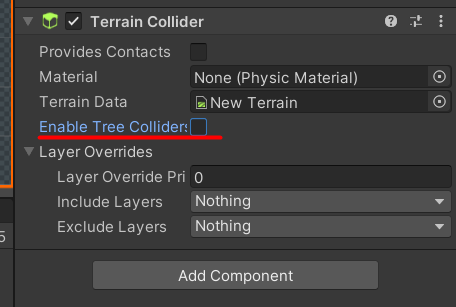 Terrain Collider
Provides Contacts
Material None (Physic Material)
Terrain Data New Terrain
Enable Tree Colliders
Layer Overrides
Layer Override Pri 0
Include Layers Nothing
5
Exclude Layers Nothing
Add Component